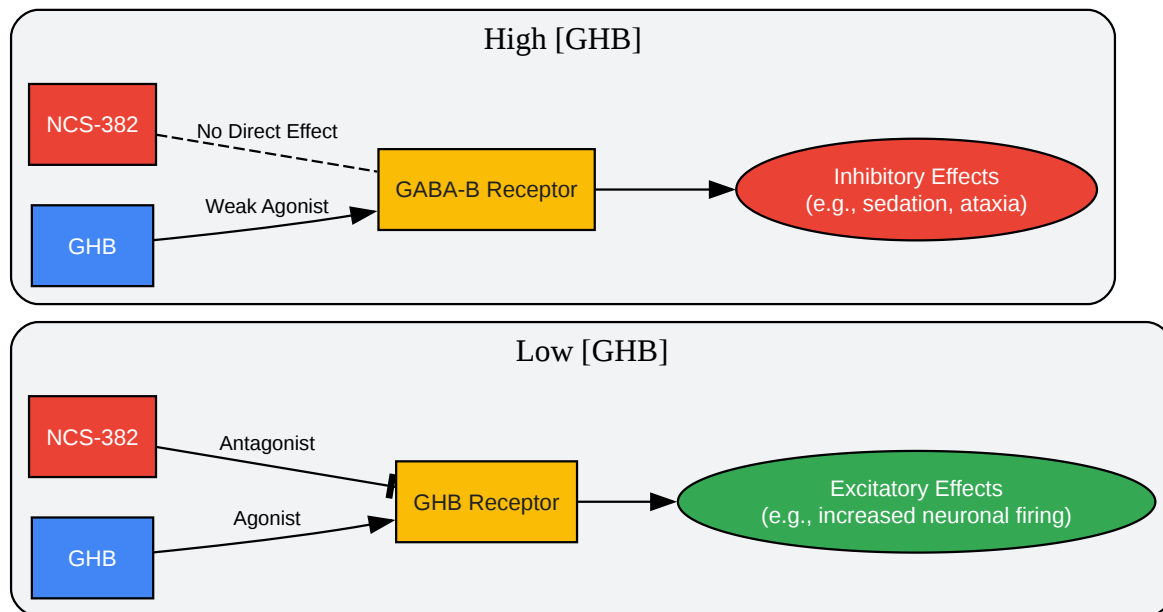 High [GHB]
NCS-382
No Direct Effect
GABA-B Receptor
Inhibitory Effects
(e.g., sedation, ataxia)
Weak Agonist
GHB
Low [GHB]
NCS-382
Antagonist
GHB Receptor
Excitatory Effects
(e.g., increased neuronal firing)
Agonist
GHB